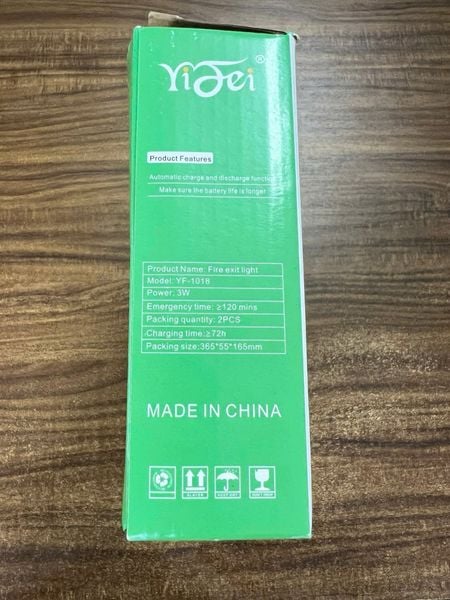 YiFei ®
Product Features
Automatic charge and discharge function
Make sure the battery life is longer
Product Name: Fire exit light
Model: YF-1018
Power: 3W
Emergency time: ≥120 mins
Packing quantity: 2PCS
Charging time:≥72h
Packing size:365*55*165mm
MADE IN CHINA
KEEP DRY